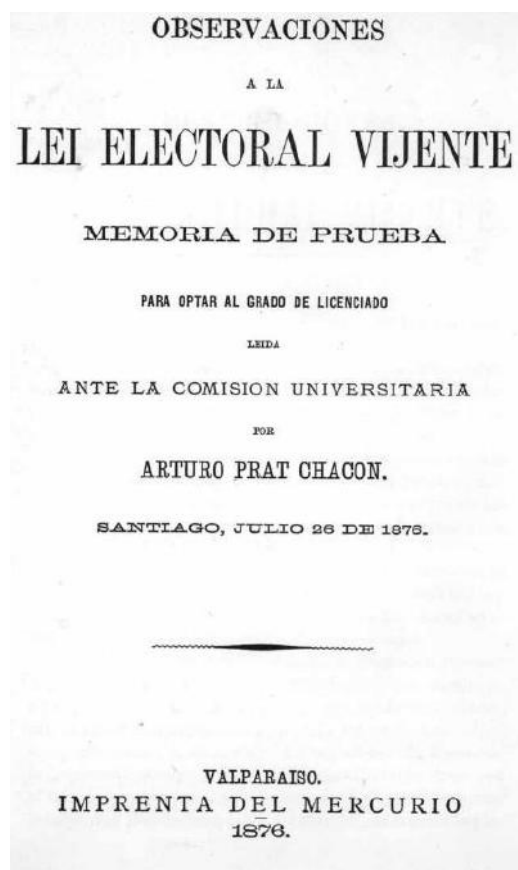 OBSERVACIONES
A LA
LEI ELECTORAL VIJENTE
MEMORIA DE PRUEBA
PARA OPTAR AL GRADO DE LICENCIADO
LEIDA
ANTE LA COMISION UNIVERSITARIA
POR
ARTURO PRAT CHACON.
SANTIAGO, JULIO 26 DE 1876.
VALPARAISO.
IMPRENTA DEL MERCURIO
1876.